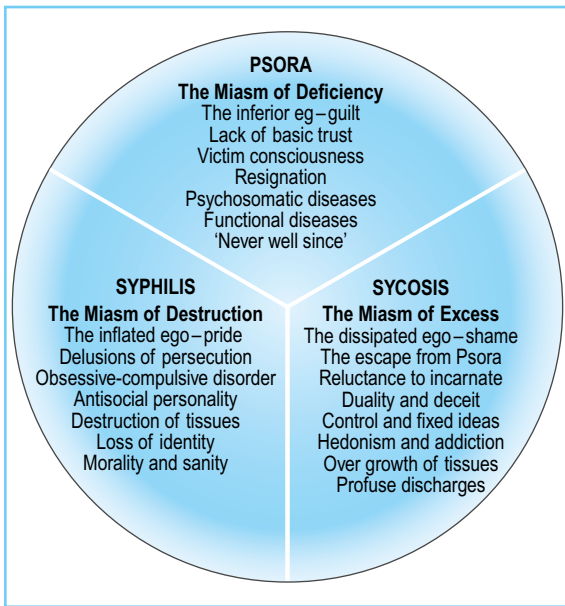 PSORA
The Miasm of Deficiency
The inferior eg–guilt
Lack of basic trust
Victim consciousness
Resignation
Psychosomatic diseases
Functional diseases
‘Never well since’
SYPHILIS
The Miasm of Destruction
The inflated ego–pride
Delusions of persecution
Obsessive-compulsive disorder
Antisocial personality
Destruction of tissues
Loss of identity
Morality and sanity
SYCOSIS
The Miasm of Excess
The dissipated ego–shame
The escape from Psora
Reluctance to incarnate
Duality and deceit
Control and fixed ideas
Hedonism and addiction
Over growth of tissues
Profuse discharges